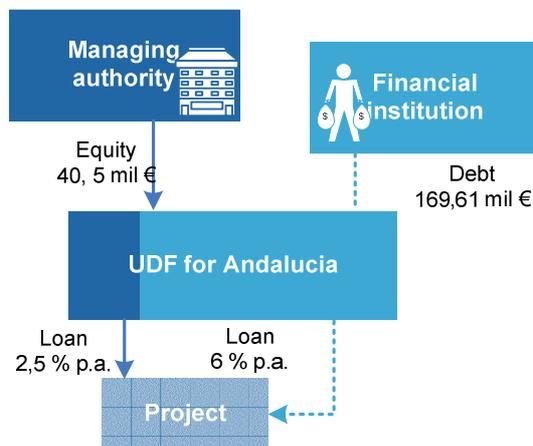 Managing
authority
Financial
institution
$ $
Equity
40, 5 mil €
Debt
169,61 mil €
UDF for Andalucia
Loan
2,5 % p.a.
Loan
6 % p.a.
Project